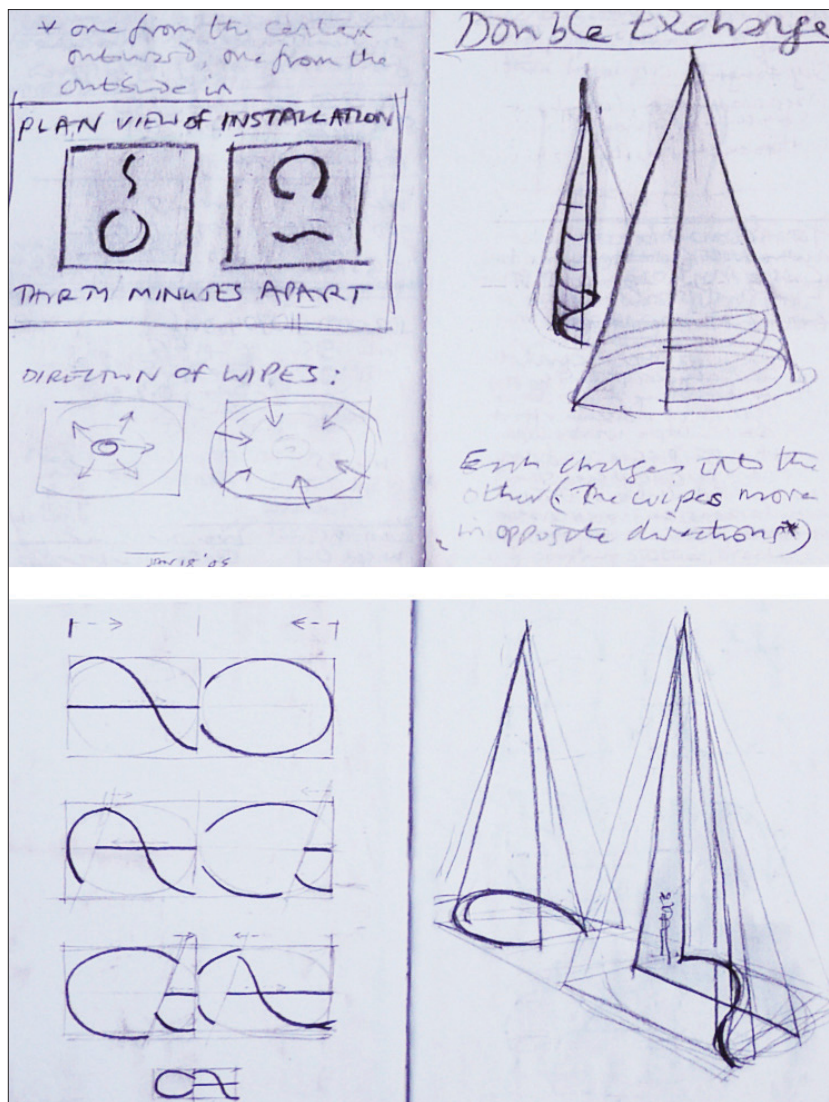 * one from the center
outward, one from the
outside in
PLAN VIEW OF INSTALLATION
THIRTY MINUTES APART
DIRECTION OF WIPES:
Double Exchange
Each changes into the
other (the wipes move
in opposite directions*)